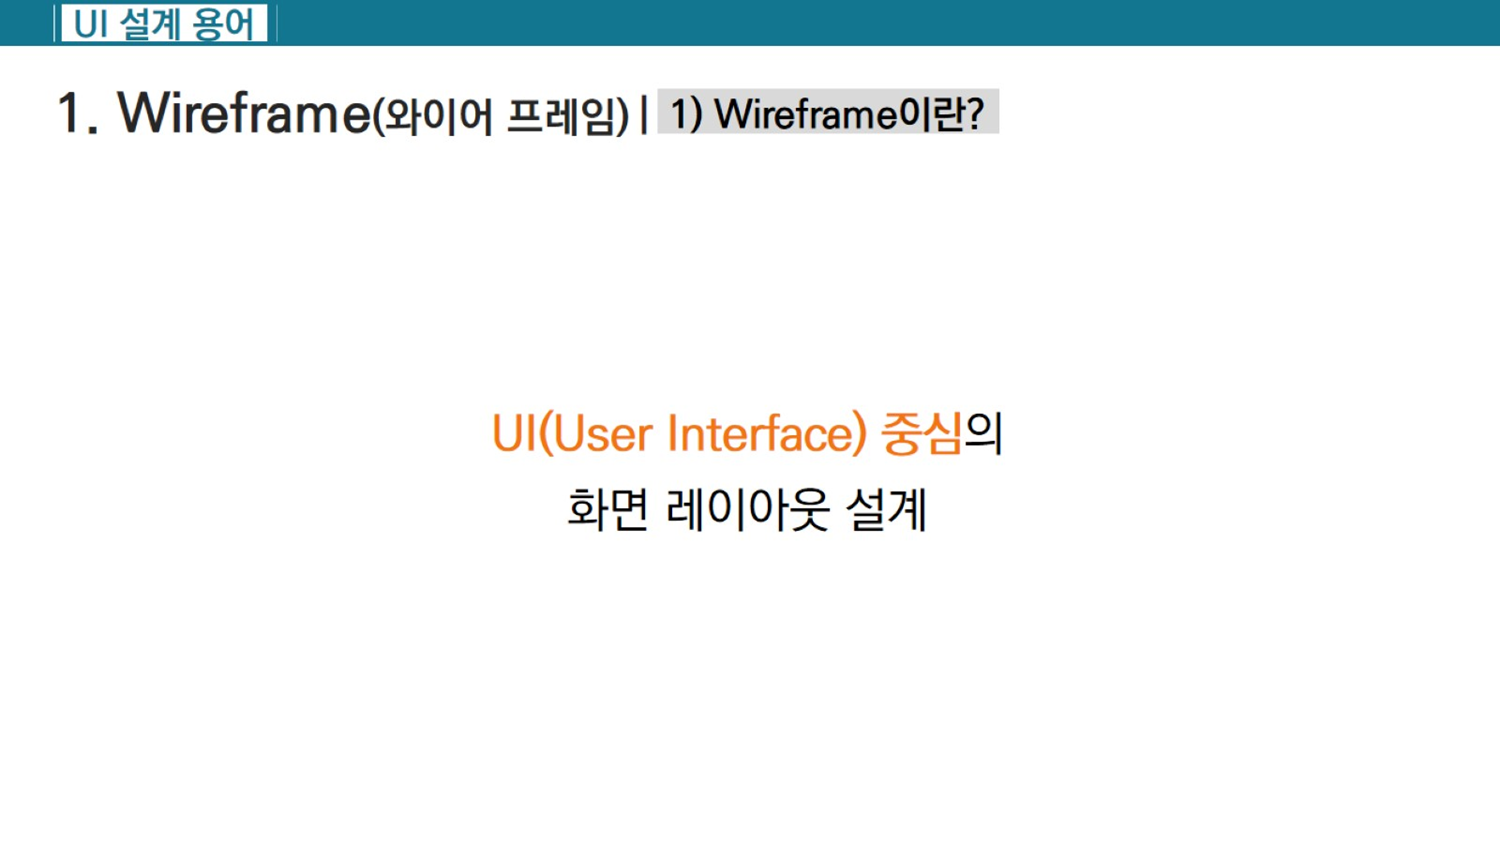 UI 설계 용어
1. Wireframe(와이어 프레임) | 1) Wireframe이란?
UI(User Interface) 중심의
화면 레이아웃 설계